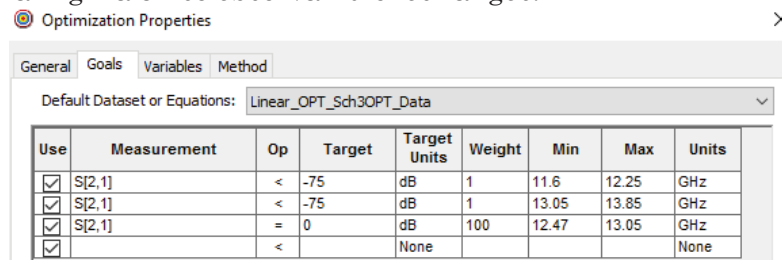 Optimization Properties
General Goals Variables Method
Default Dataset or Equations: Linear_OPT_Sch3OPT_Data
Use Measurement Op Target Target Units Weight Min Max Units
S[2,1] < -75 dB 1 11.6 12.25 GHz
S[2,1] < -75 dB 1 13.05 13.85 GHz
S[2,1] = 0 dB 100 12.47 13.05 GHz
< None None